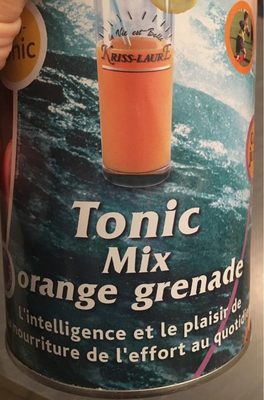 nic
La Vie est Belle
KRISS-LAURE
Tonic
Mix
orange grenade
L'intelligence et le plaisir de
nourriture de l'effort au quotid